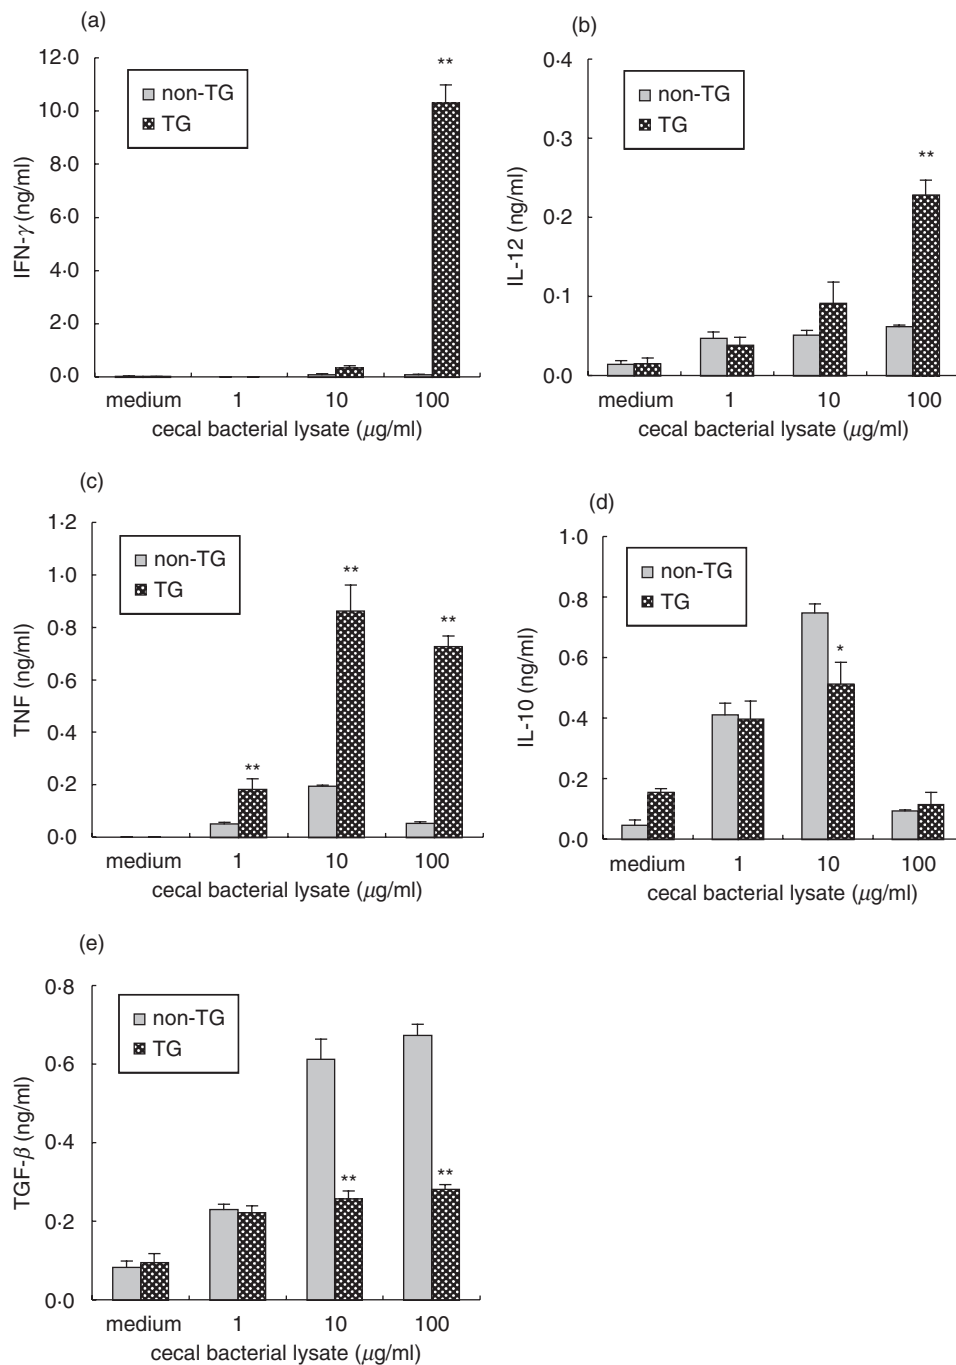 (a)
12·0
10·0
8·0
6·0
4·0
2·0
0·0
IFN-γ (ng/ml)
non-TG
TG
**
medium 1 10 100
cecal bacterial lysate (μg/ml)
(b)
0·4
0·3
0·2
0·1
0·0
IL-12 (ng/ml)
non-TG
TG
**
medium 1 10 100
cecal bacterial lysate (μg/ml)
(c)
1·2
1·0
0·8
0·6
0·4
0·2
0·0
TNF (ng/ml)
non-TG
TG
** ** **
medium 1 10 100
cecal bacterial lysate (μg/ml)
(d)
1·0
0·8
0·6
0·4
0·2
0·0
IL-10 (ng/ml)
non-TG
TG
*
medium 1 10 100
cecal bacterial lysate (μg/ml)
(e)
0·8
0·6
0·4
0·2
0·0
TGF-β (ng/ml)
non-TG
TG
** **
medium 1 10 100
cecal bacterial lysate (μg/ml)